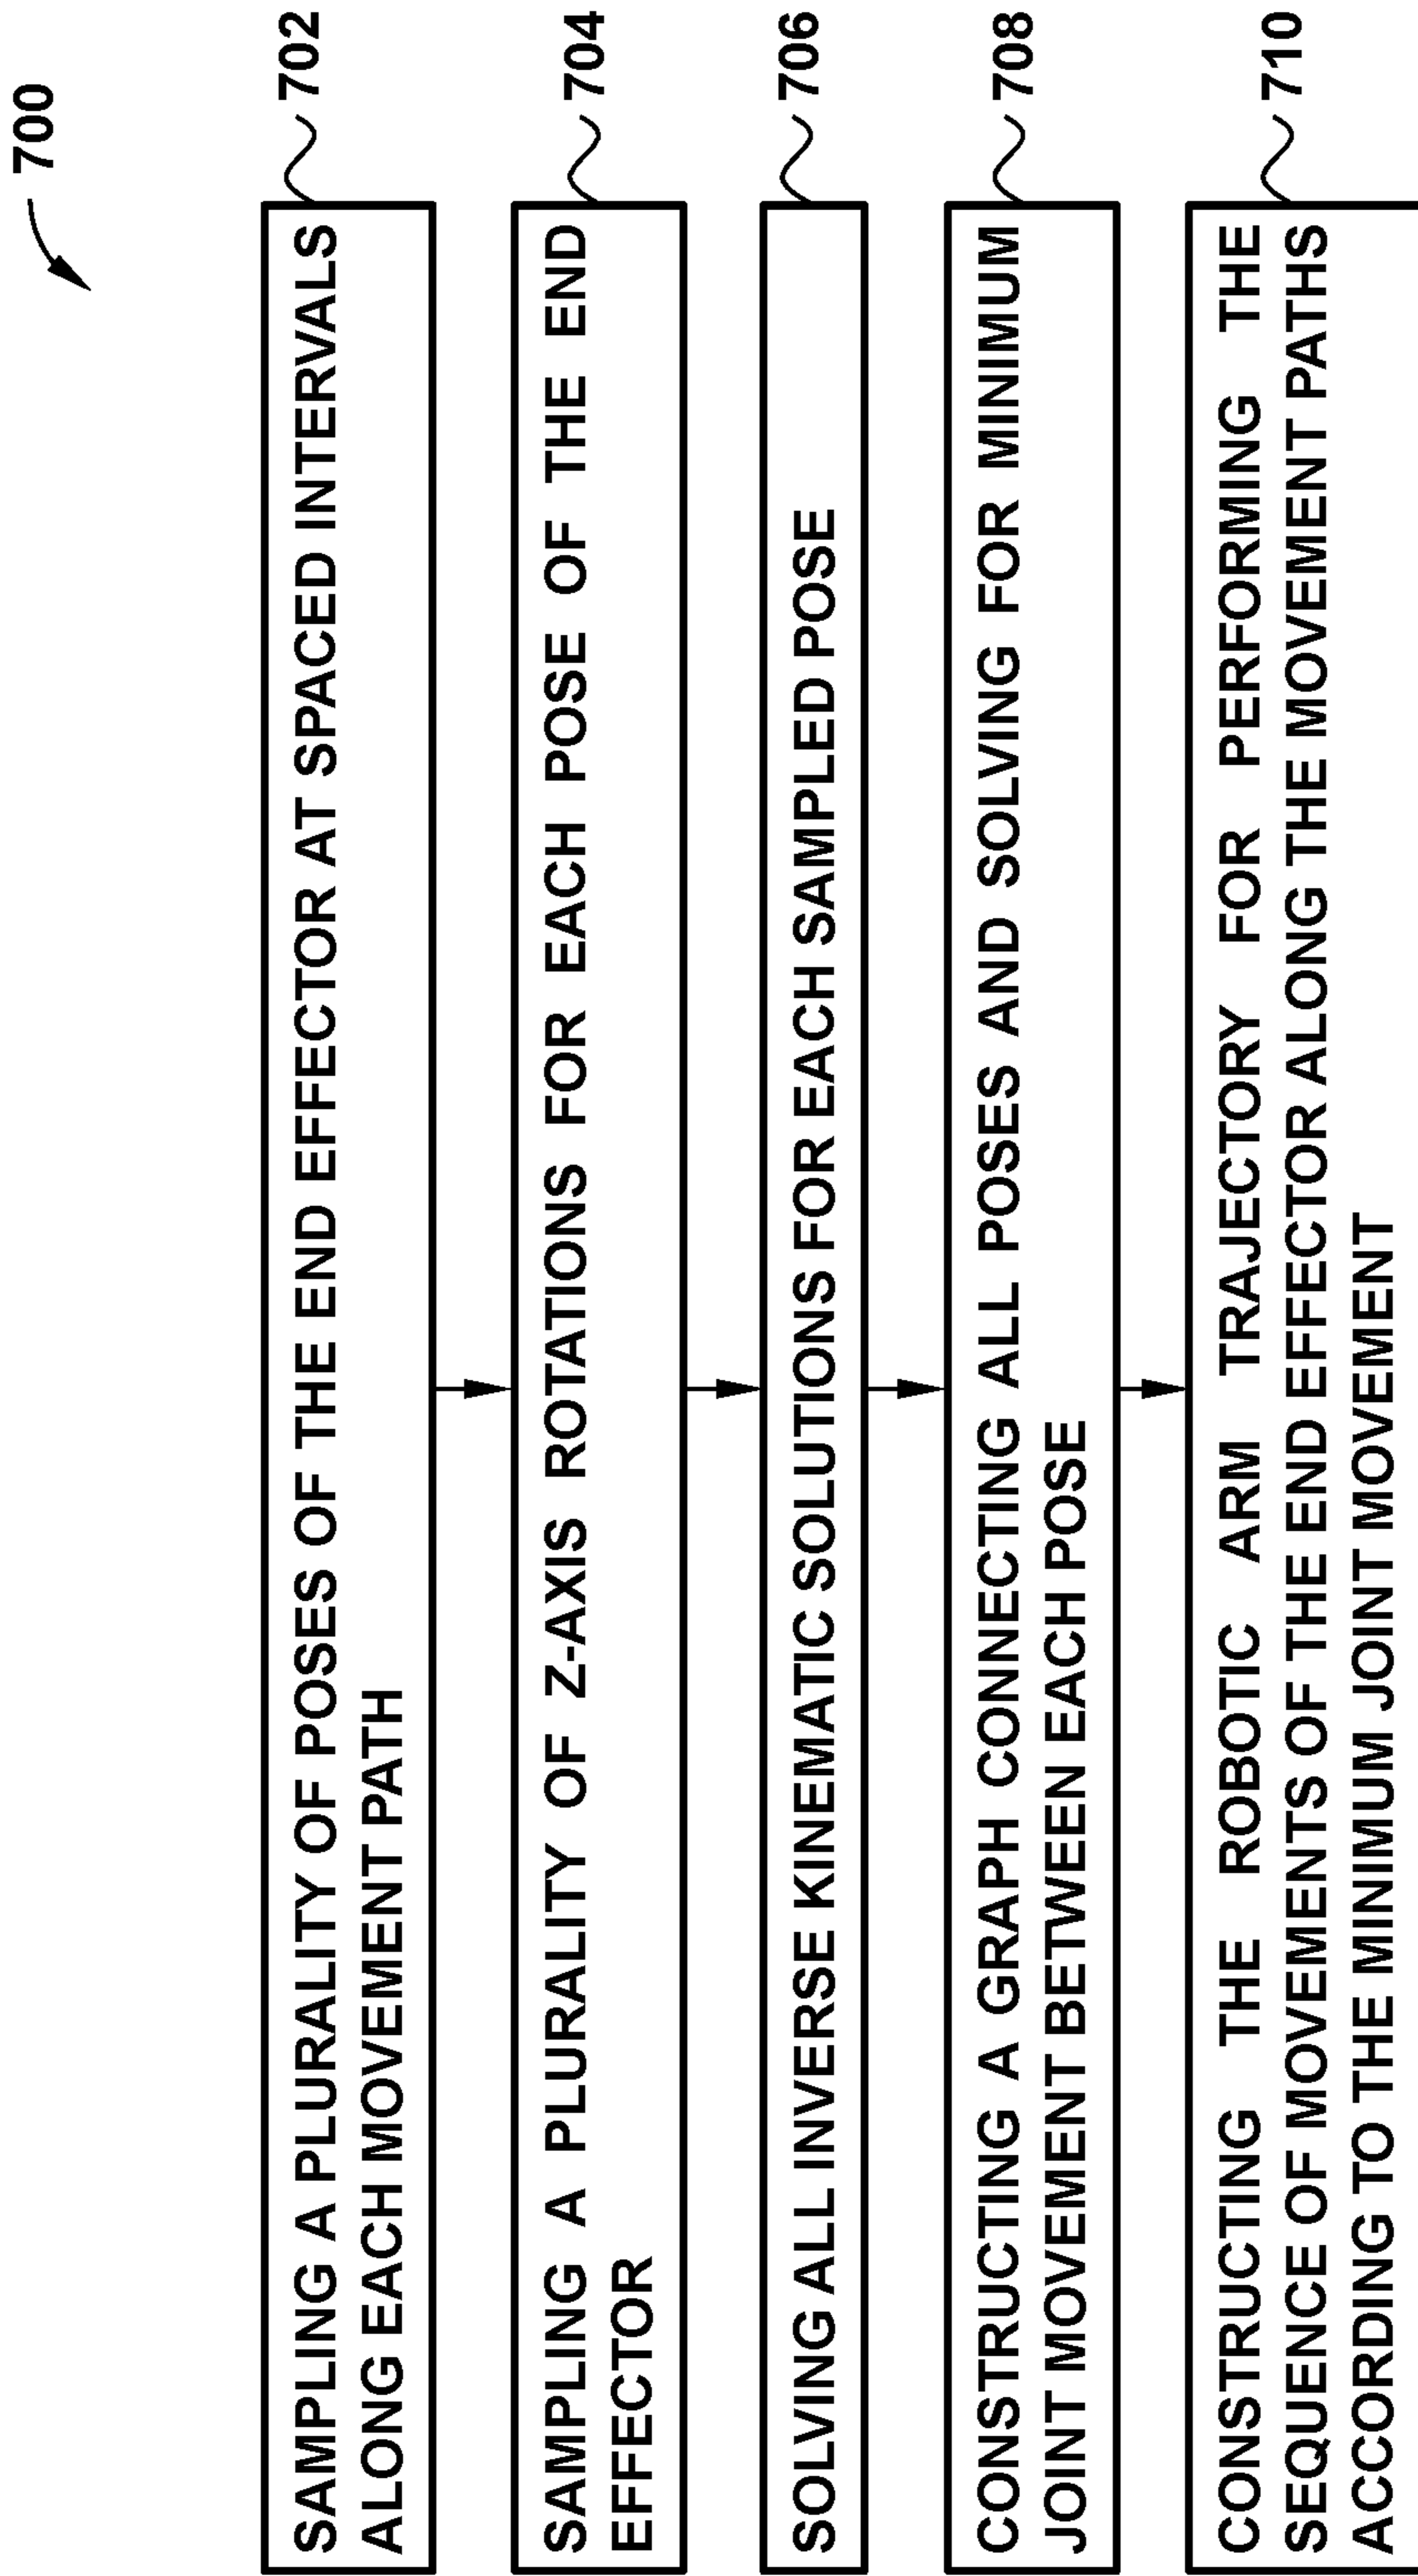 700
SAMPLING A PLURALITY OF POSES OF THE END EFFECTOR AT SPACED INTERVALS
ALONG EACH MOVEMENT PATH
702
SAMPLING A PLURALITY OF Z-AXIS ROTATIONS FOR EACH POSE OF THE END
EFFECTOR
704
SOLVING ALL INVERSE KINEMATIC SOLUTIONS FOR EACH SAMPLED POSE
706
CONSTRUCTING A GRAPH CONNECTING ALL POSES AND SOLVING FOR MINIMUM
JOINT MOVEMENT BETWEEN EACH POSE
708
CONSTRUCTING THE ROBOTIC ARM TRAJECTORY FOR PERFORMING THE
SEQUENCE OF MOVEMENTS OF THE END EFFECTOR ALONG THE MOVEMENT PATHS
ACCORDING TO THE MINIMUM JOINT MOVEMENT
710